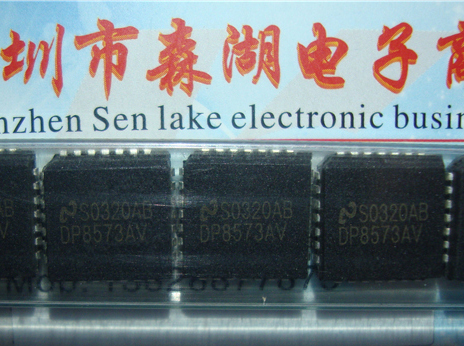 圳市森湖电子商
nzhen Sen lake electronic busin
S0320AB S0320AB S0320AB
DP8573AV DP8573AV DP8573AV